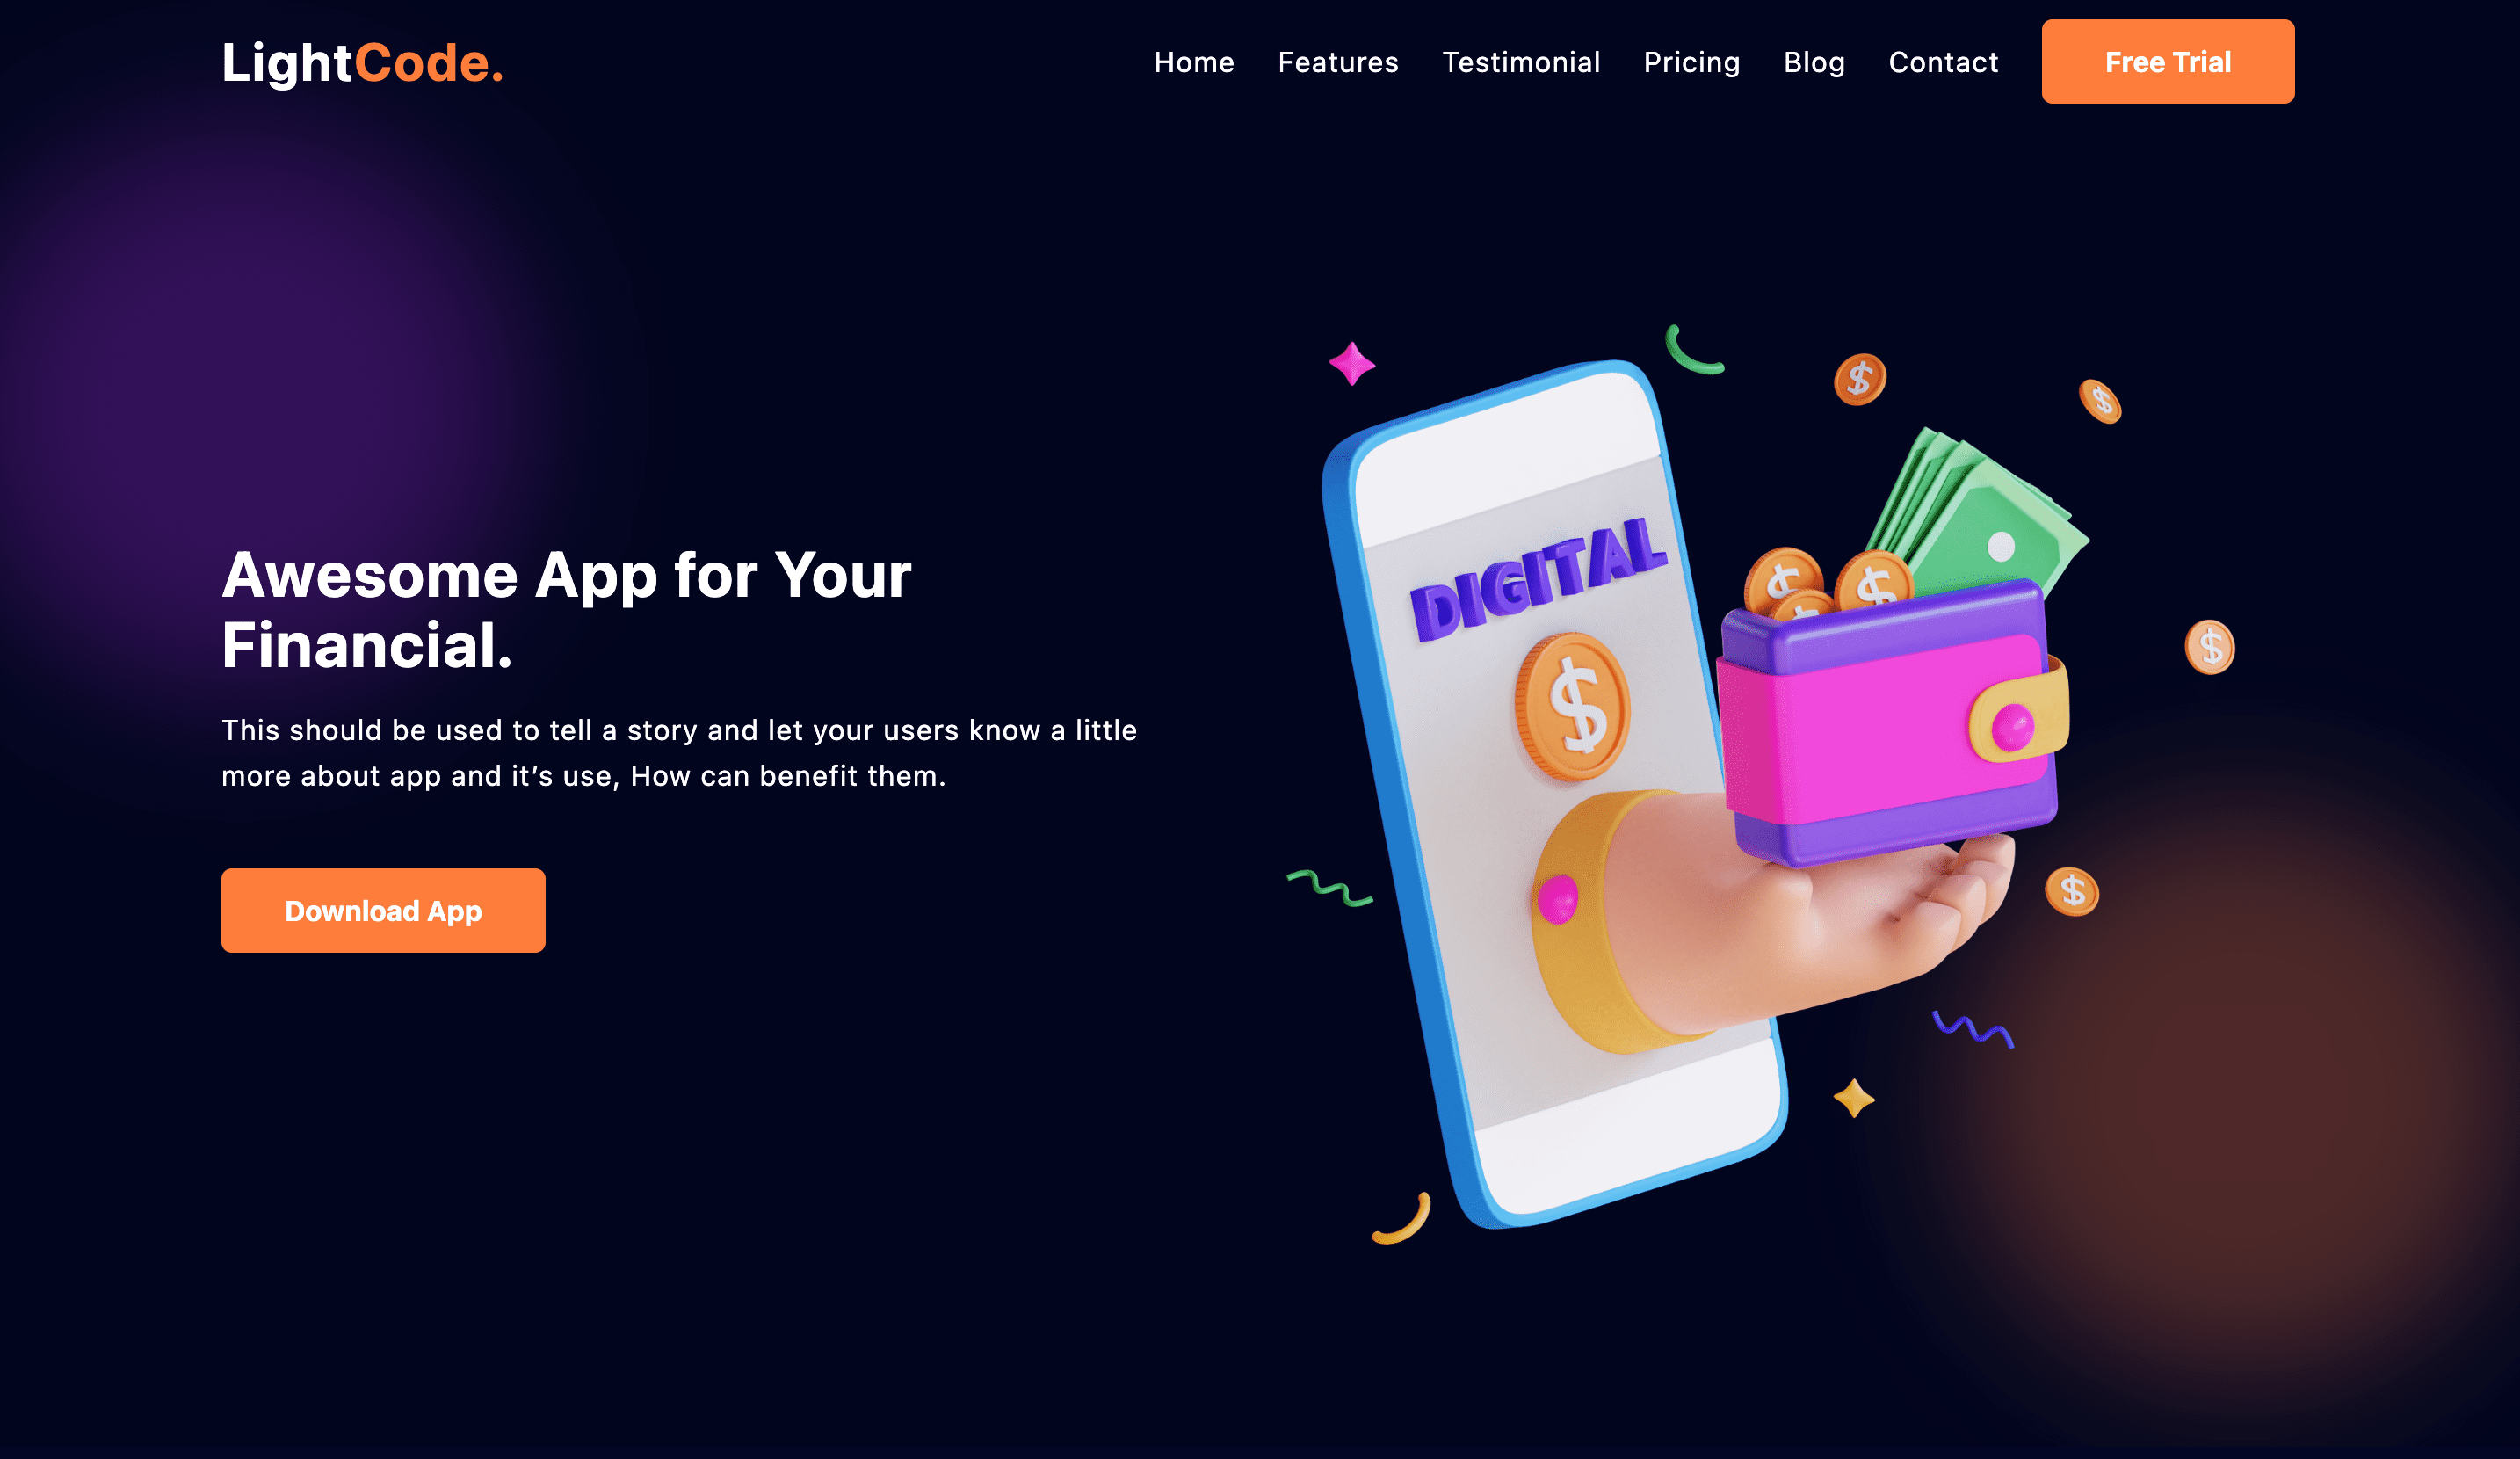 LightCode.
Home Features Testimonial Pricing Blog Contact Free Trial
Awesome App for Your
Financial.
This should be used to tell a story and let your users know a little
more about app and it’s use, How can benefit them.
Download App
DIGITAL
$
$
$
$
$
$
$
$